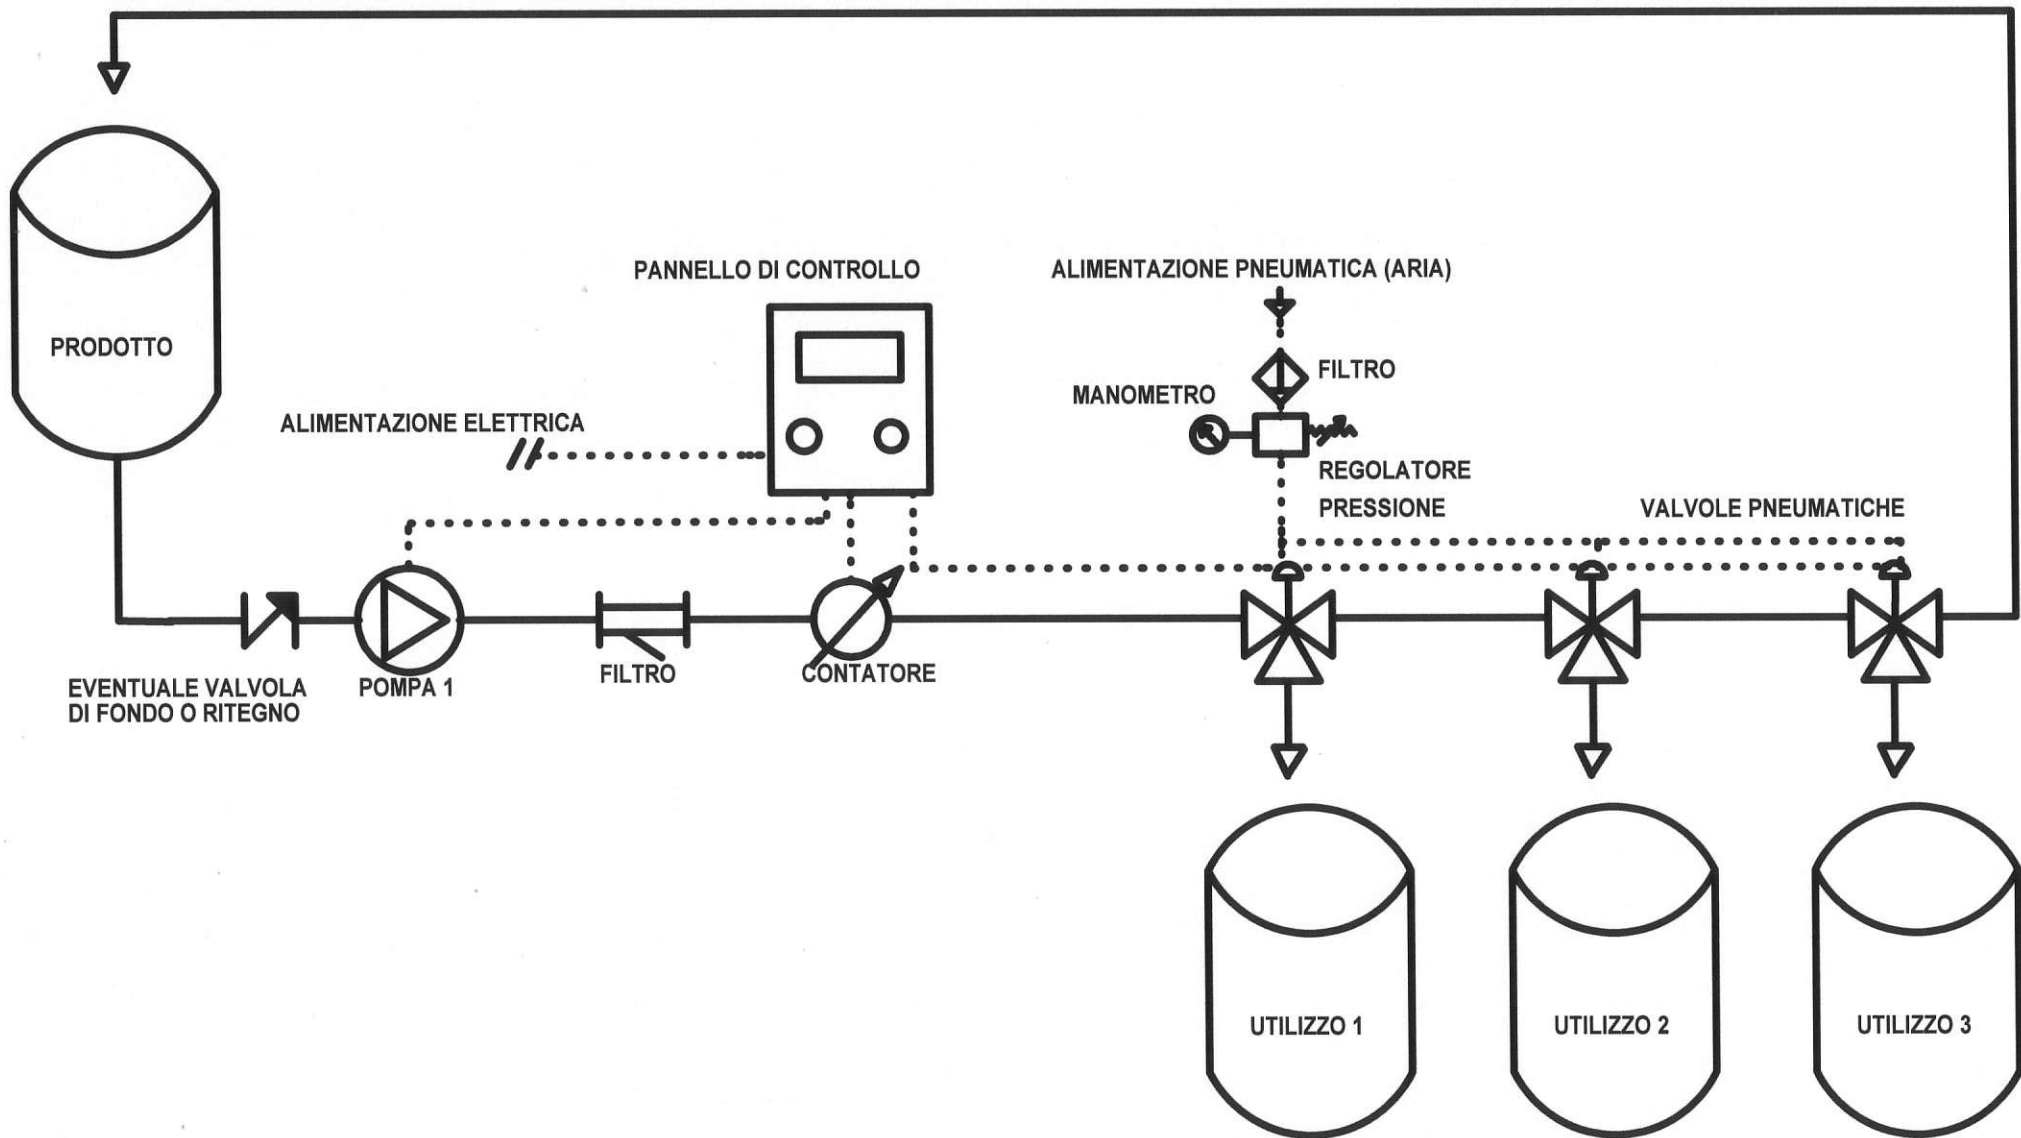 PANNELLO DI CONTROLLO
ALIMENTAZIONE PNEUMATICA (ARIA)
PRODOTTO
FILTRO
MANOMETRO
ALIMENTAZIONE ELETTRICA
REGOLATORE
PRESSIONE
VALVOLE PNEUMATICHE
EVENTUALE VALVOLA
DI FONDO O RITEGNO
POMPA 1
FILTRO
CONTATORE
UTILIZZO 1
UTILIZZO 2
UTILIZZO 3